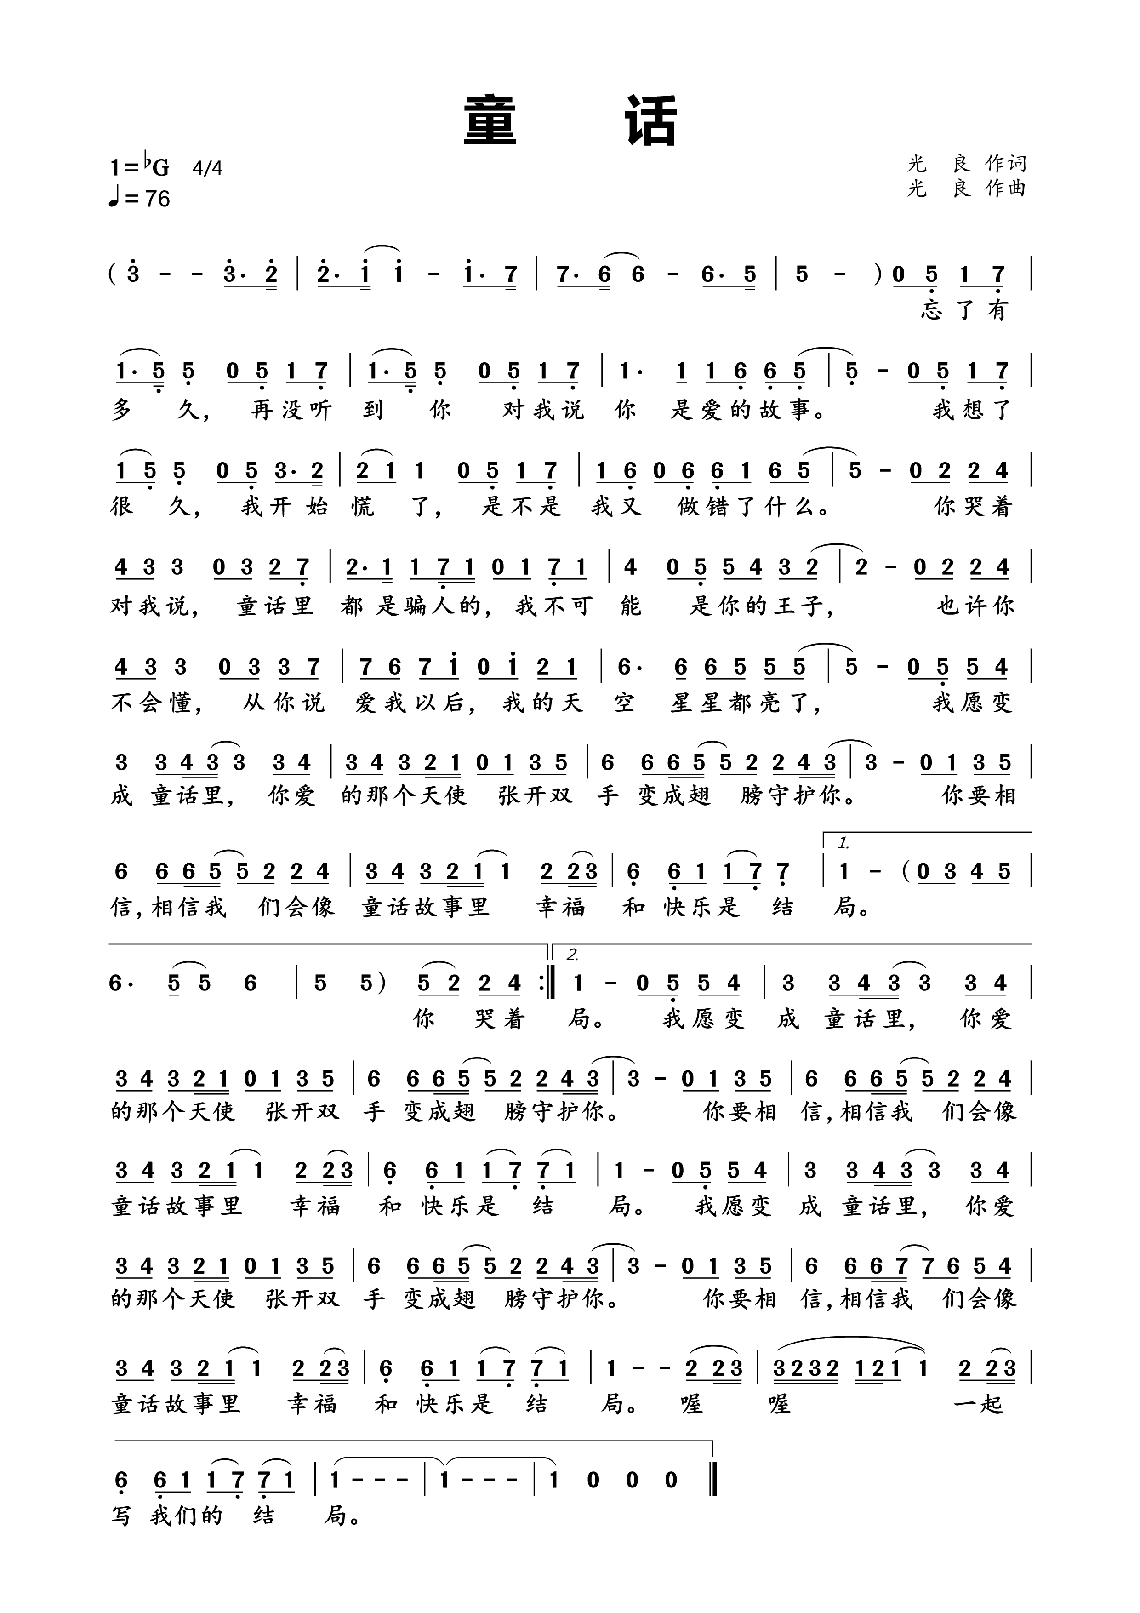 童 话
1=♭G 4/4
光 良 作词
♩=76
光 良 作曲
( 3̇ - - 3̇· 2̇ | 2̇· 1̇ 1̇ - 1̇· 7 | 7· 6 6 - 6· 5 | 5 - ) 0 5̣ 1 7̣ |
忘 了 有
1· 5̣ 5̣ 0 5̣ 1 7̣ | 1· 5̣ 5̣ 0 5̣ 1 7̣ | 1· 1 1 6̣ 6̣ 5̣ | 5̣ - 0 5̣ 1 7̣ |
多 久, 再没听 到 你 对我说 你 是爱的故事。 我想了
1 5̣ 5̣ 0 5̣ 3· 2 | 2 1 1 0 5̣ 1 7̣ | 1 6̣ 0 6̣ 6̣ 1 6 5 | 5 - 0 2 2 4 |
很 久, 我开始慌 了, 是不是 我又 做错了什么。 你哭着
4 3 3 0 3 2 7̣ | 2· 1 1 7̣ 1 0 1 7̣ 1 | 4 0 5̣ 5 4 3 2 | 2 - 0 2 2 4 |
对我说, 童话里 都是骗人的, 我不可 能 是你的王子, 也许你
4 3 3 0 3 3 7 | 7 6 7 1̇ 0 1̇ 2 1 | 6· 6 6 5 5 5 | 5 - 0 5̣ 5 4 |
不会懂, 从你说 爱我以后, 我的天 空 星星都亮了, 我愿变
3 3 4 3 3 3 4 | 3 4 3 2 1 0 1 3 5 | 6 6 6 5 5 2 2 4 3 | 3 - 0 1 3 5 |
成 童话里, 你爱 的那个天使 张开双 手 变成翅 膀守护你。 你要相
1.
6 6 6 5 5 2 2 4 | 3 4 3 2 1 1 2 2 3 | 6̣ 6̣ 1 1 7̣ 7̣ | 1 - ( 0 3 4 5
信, 相信我 们会像 童话故事里 幸福 和 快乐是 结 局。
2.
6· 5 5 6 | 5 5 ) 5 2 2 4 :| 1 - 0 5̣ 5 4 | 3 3 4 3 3 3 4 |
你 哭着 局。 我愿变 成 童话里, 你爱
3 4 3 2 1 0 1 3 5 | 6 6 6 5 5 2 2 4 3 | 3 - 0 1 3 5 | 6 6 6 5 5 2 2 4 |
的那个天使 张开双 手 变成翅 膀守护你。 你要相 信, 相信我 们会像
3 4 3 2 1 1 2 2 3 | 6̣ 6̣ 1 1 7̣ 7̣ 1 | 1 - 0 5̣ 5 4 | 3 3 4 3 3 3 4 |
童话故事里 幸福 和 快乐是 结 局。 我愿变 成 童话里, 你爱
3 4 3 2 1 0 1 3 5 | 6 6 6 5 5 2 2 4 3 | 3 - 0 1 3 5 | 6 6 6 7 7 6 5 4 |
的那个天使 张开双 手 变成翅 膀守护你。 你要相 信, 相信我 们会像
3 4 3 2 1 1 2 2 3 | 6̣ 6̣ 1 1 7̣ 7̣ 1 | 1 - - 2 2 3 | 3 2 3 2 1 2 1 1 2 2 3 |
童话故事里 幸福 和 快乐是 结 局。 喔 喔 一起
6̣ 6̣ 1 1 7̣ 7̣ 1 | 1 - - - | 1 - - - | 1 0 0 0 ‖
写 我们的 结 局。